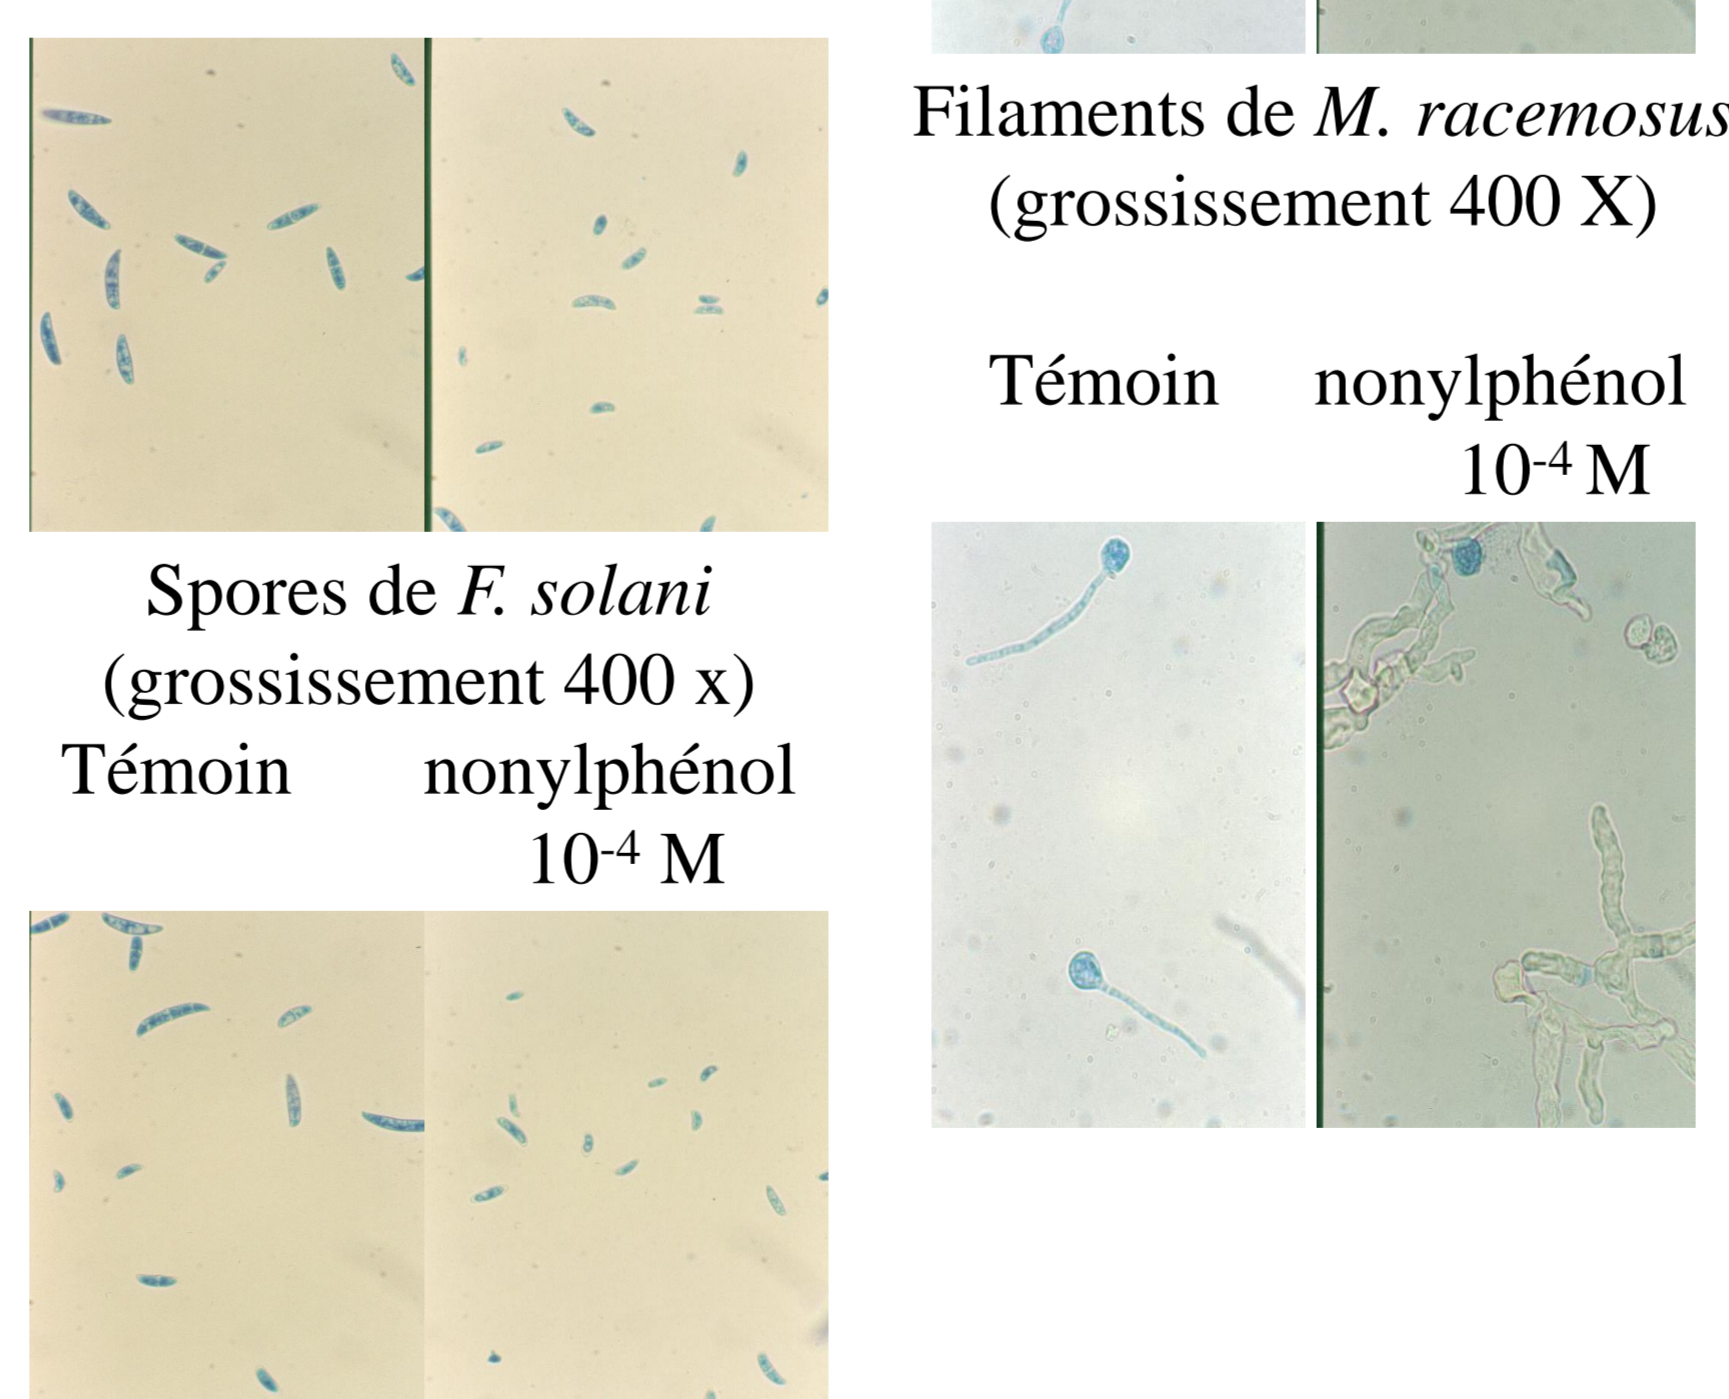 Filaments de M. racemosus
(grossissement 400 X)
Témoin nonylphénol
10-4 M
Spores de F. solani
(grossissement 400 x)
Témoin nonylphénol
10-4 M